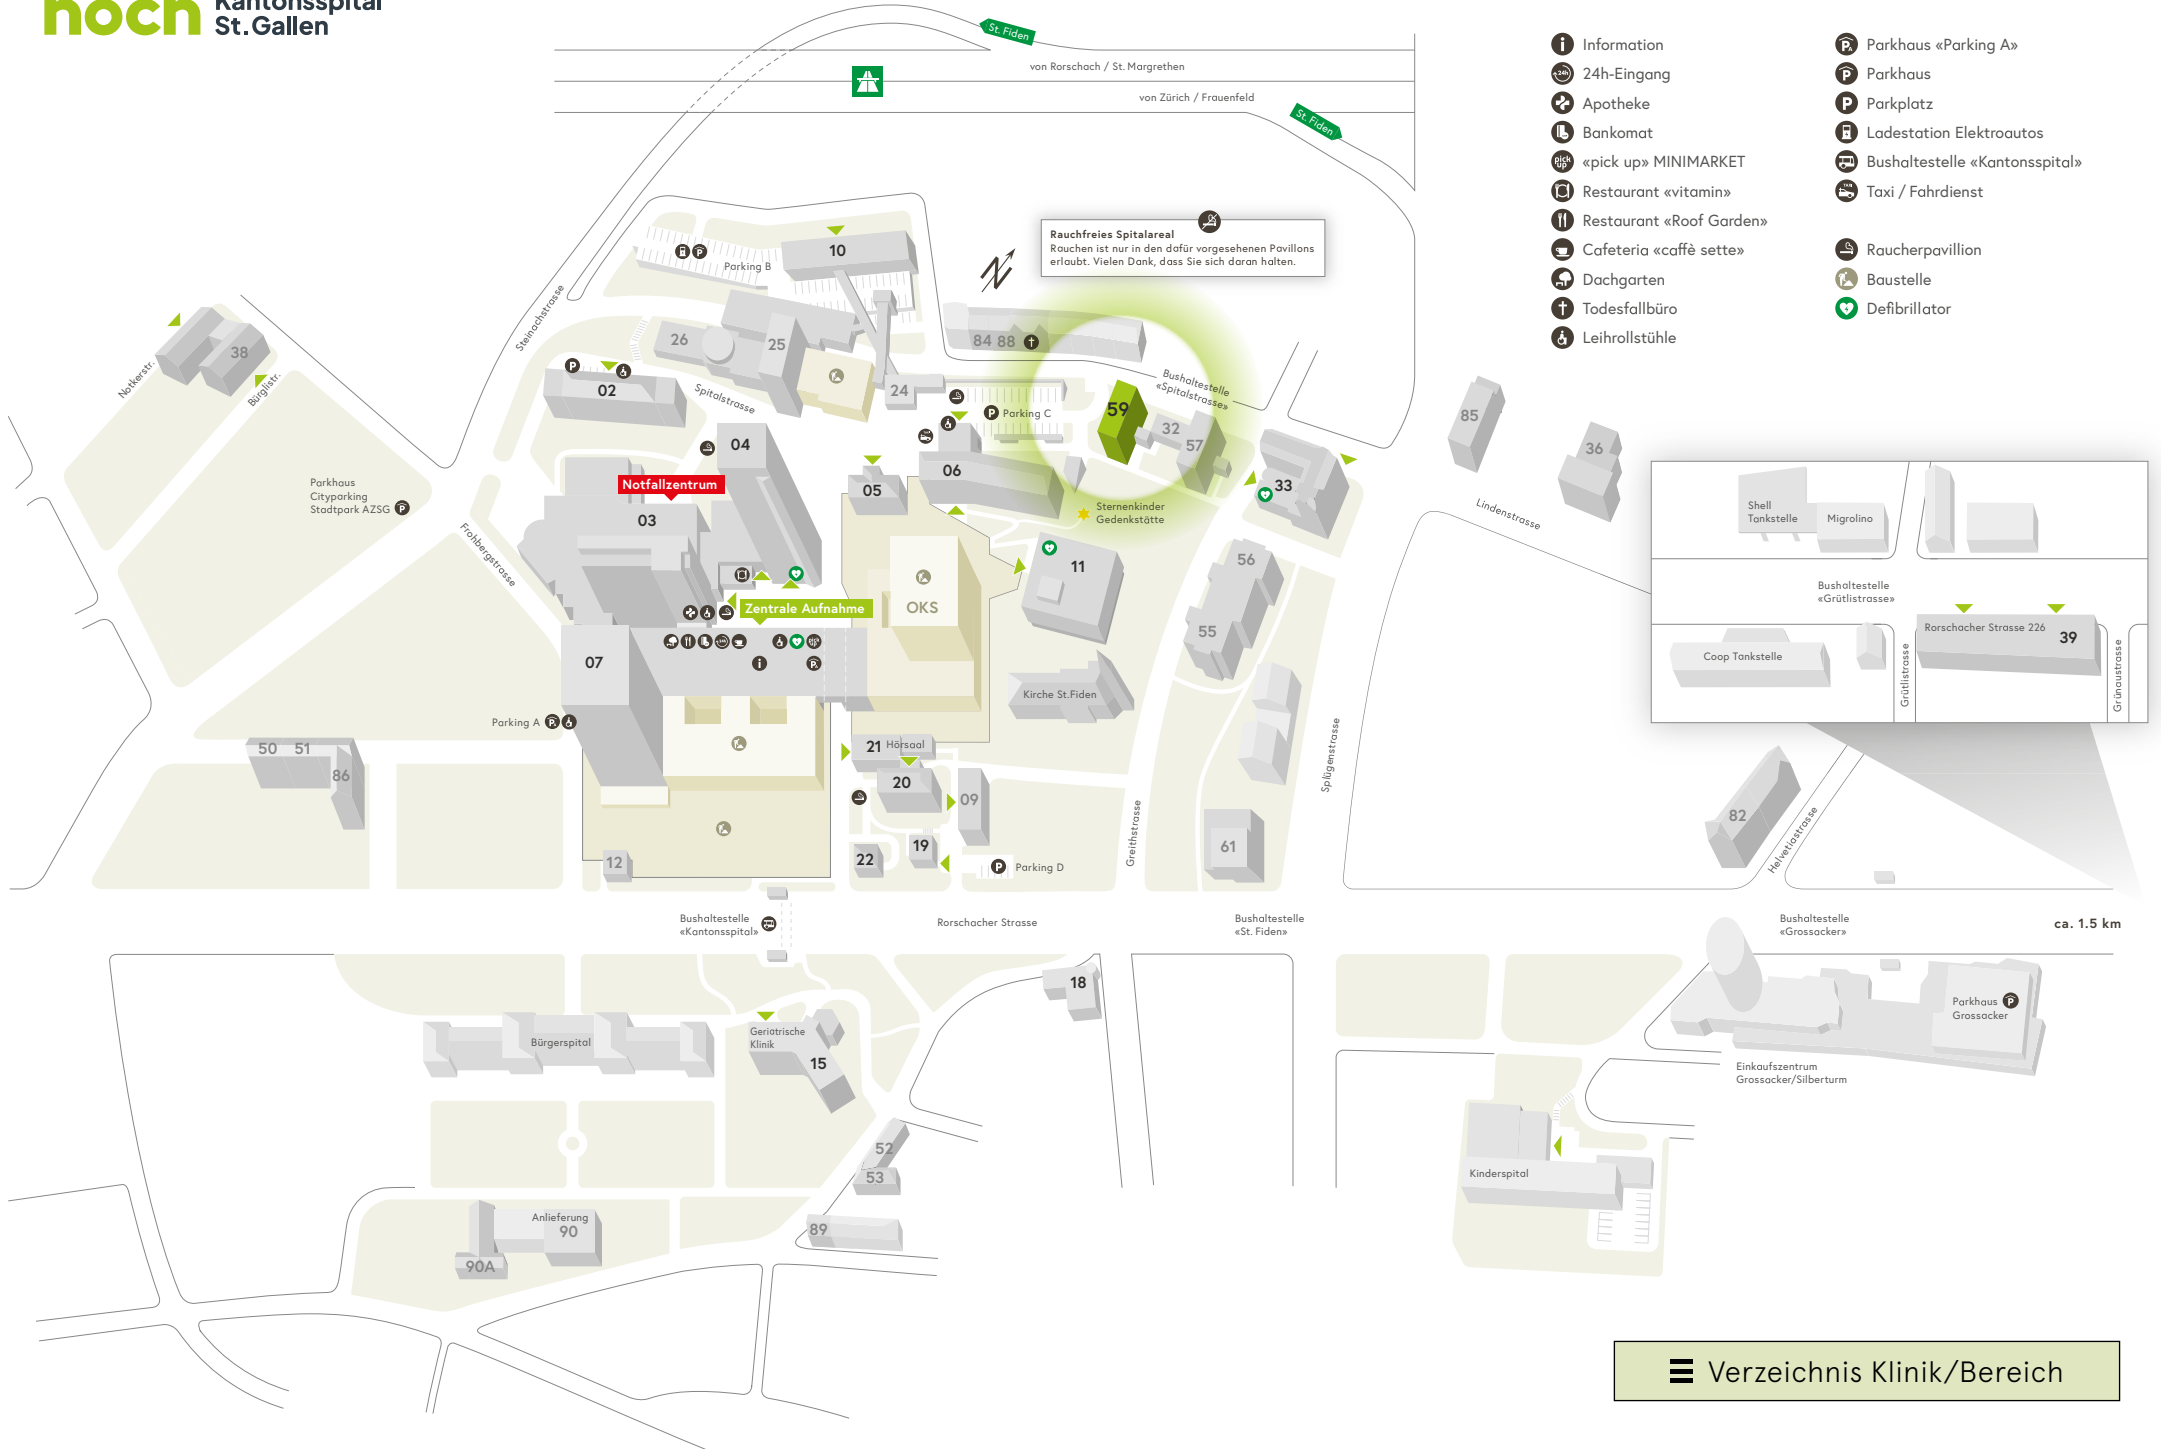 noch Kantonsspital
St.Gallen
St. Fiden
von Rorschach / St. Margrethen
von Zürich / Frauenfeld
St. Fiden
Information
24h-Eingang
Apotheke
Bankomat
«pick up» MINIMARKET
Restaurant «vitamin»
Restaurant «Roof Garden»
Cafeteria «caffè sette»
Dachgarten
Todesfallbüro
Leihrollstühle
Parkhaus «Parking A»
Parkhaus
Parkplatz
Ladestation Elektroautos
Bushaltestelle «Kantonsspital»
Taxi / Fahrdienst
Raucherpavillion
Baustelle
Defibrillator
Rauchfreies Spitalareal
Rauchen ist nur in den dafür vorgesehenen Pavillons
erlaubt. Vielen Dank, dass Sie sich daran halten.
N
10
Parking B
Steinachstrasse
38
Notkerstr.
Bürglistr.
26
25
84 88
02
Spitalstrasse
24
Bushaltestelle
«Spitalstrasse»
Parking C
59
32
57
85
36
04
06
05
33
Notfallzentrum
03
Parkhaus
Cityparking
Stadtpark AZSG
Frohbergstrasse
Sternenkinder
Gedenkstätte
Lindenstrasse
Shell
Tankstelle
Migrolino
11
56
OKS
Bushaltestelle
«Grütlistrasse»
Zentrale Aufnahme
55
Rorschacher Strasse 226
39
Coop Tankstelle
Grütlistrasse
Grünaustrasse
07
Kirche St.Fiden
Parking A
50 51
86
21 Hörsaal
20
09
Splügenstrasse
Greithstrasse
82
Helvetiastrasse
12
22
19
Parking D
61
Bushaltestelle
«Kantonsspital»
Rorschacher Strasse
Bushaltestelle
«St. Fiden»
Bushaltestelle
«Grossacker»
ca. 1.5 km
18
Parkhaus
Grossacker
Bürgerspital
Geriatrische
Klinik
15
Einkaufszentrum
Grossacker/Silberturm
52
53
Kinderspital
Anlieferung
90
90A
89
Verzeichnis Klinik/Bereich